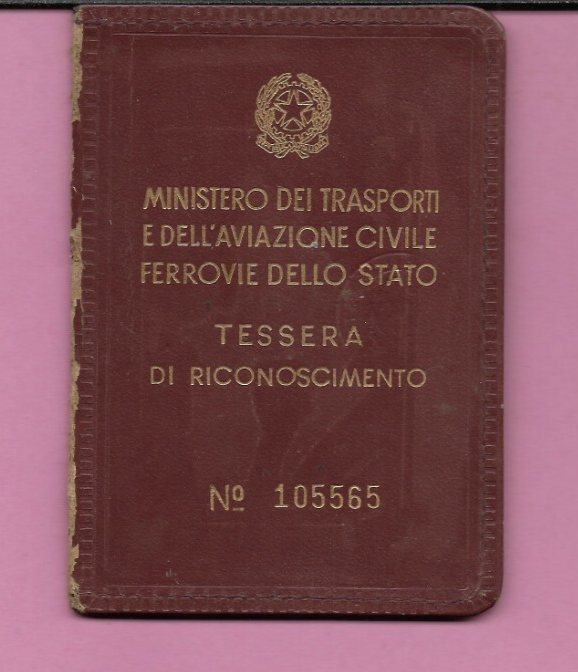 MINISTERO DEI TRASPORTI
E DELL'AVIAZIONE CIVILE
FERROVIE DELLO STATO
TESSERA
DI RICONOSCIMENTO
Nº 105565